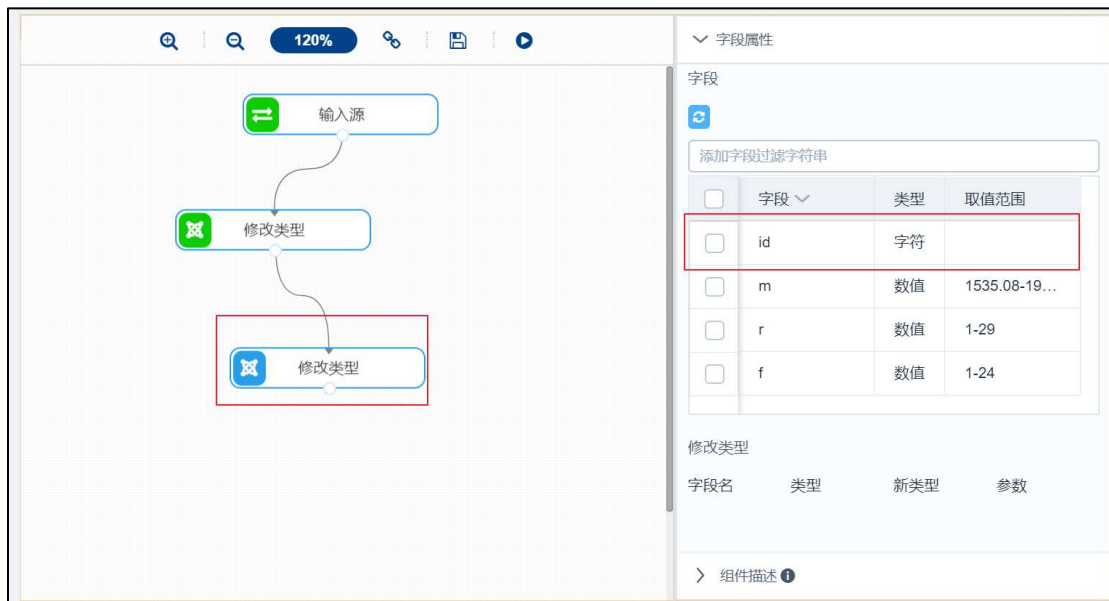 120%
输入源
修改类型
修改类型
字段属性
字段
添加字段过滤字符串
字段 类型 取值范围
id 字符
m 数值 1535.08-19...
r 数值 1-29
f 数值 1-24
修改类型
字段名 类型 新类型 参数
组件描述